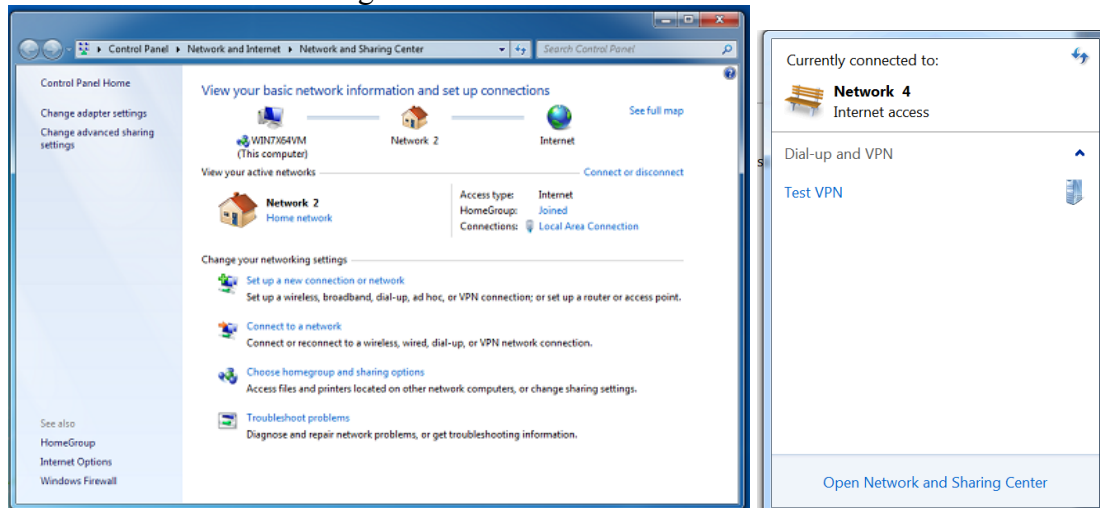 Control Panel ▸ Network and Internet ▸ Network and Sharing Center
Search Control Panel
Control Panel Home
Change adapter settings
Change advanced sharing
settings
View your basic network information and set up connections
See full map
WIN7X64VM
(This computer)
Network 2
Internet
View your active networks
Connect or disconnect
Network 2
Home network
Access type: Internet
HomeGroup: Joined
Connections: Local Area Connection
Change your networking settings
Set up a new connection or network
Set up a wireless, broadband, dial-up, ad hoc, or VPN connection; or set up a router or access point.
Connect to a network
Connect or reconnect to a wireless, wired, dial-up, or VPN network connection.
Choose homegroup and sharing options
Access files and printers located on other network computers, or change sharing settings.
Troubleshoot problems
Diagnose and repair network problems, or get troubleshooting information.
See also
HomeGroup
Internet Options
Windows Firewall
Currently connected to:
Network 4
Internet access
Dial-up and VPN
Test VPN
Open Network and Sharing Center